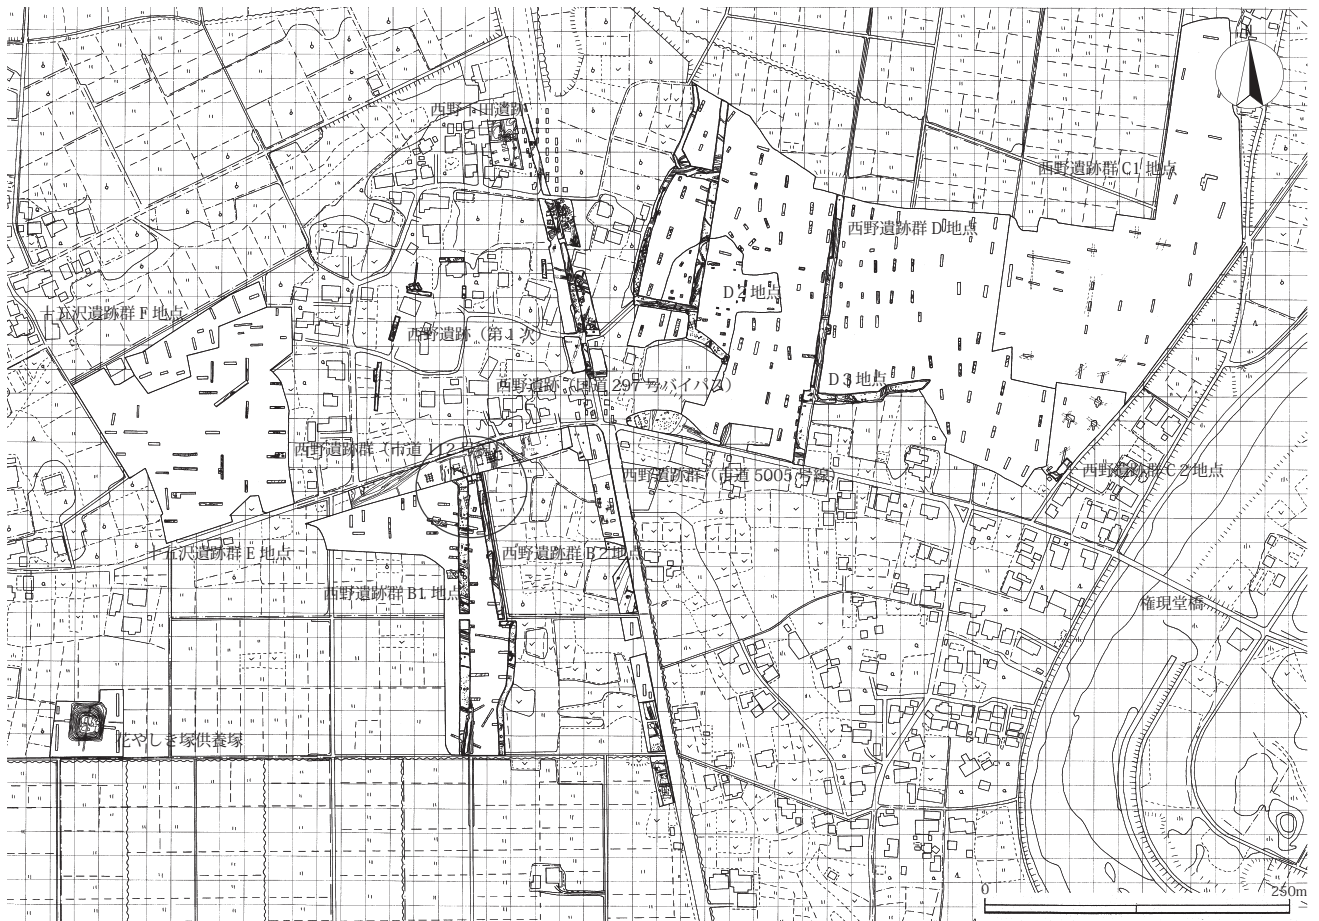 西野下田遺跡
西野遺跡群 C1 地点
西野遺跡群 D 地点
D2 地点
十五沢遺跡群 F 地点
西野遺跡（第 1 次）
西野遺跡（国道 297 号バイパス）
D3 地点
西野遺跡群（市道 112 号線）
西野遺跡群 C2 地点
西野遺跡群（市道 5005 号線）
十五沢遺跡群 E 地点
西野遺跡群 B2 地点
西野遺跡群 B1 地点
権現堂橋
花やしき塚供養塚
0
250m